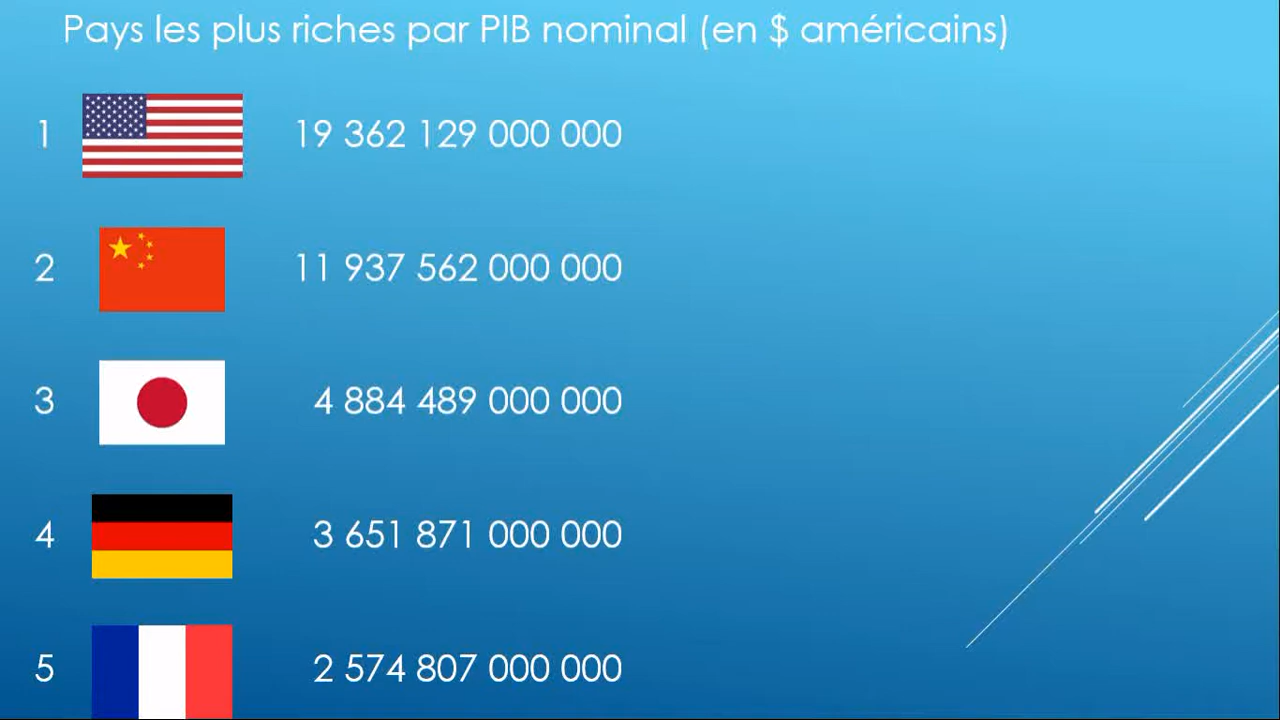 Pays les plus riches par PIB nominal (en $ américains)
1 19 362 129 000 000
2 11 937 562 000 000
3 4 884 489 000 000
4 3 651 871 000 000
5 2 574 807 000 000